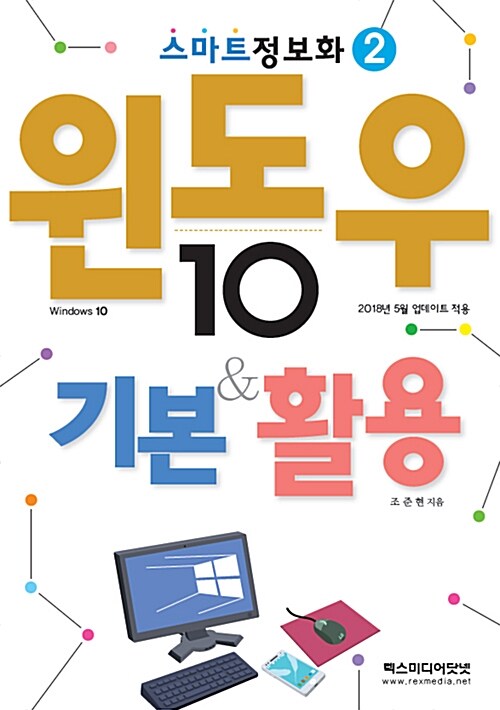 스마트정보화 2
윈도우
10
Windows 10
2018년 5월 업데이트 적용
기본 & 활용
조준현 지음
렉스미디어닷넷
www.rexmedia.net